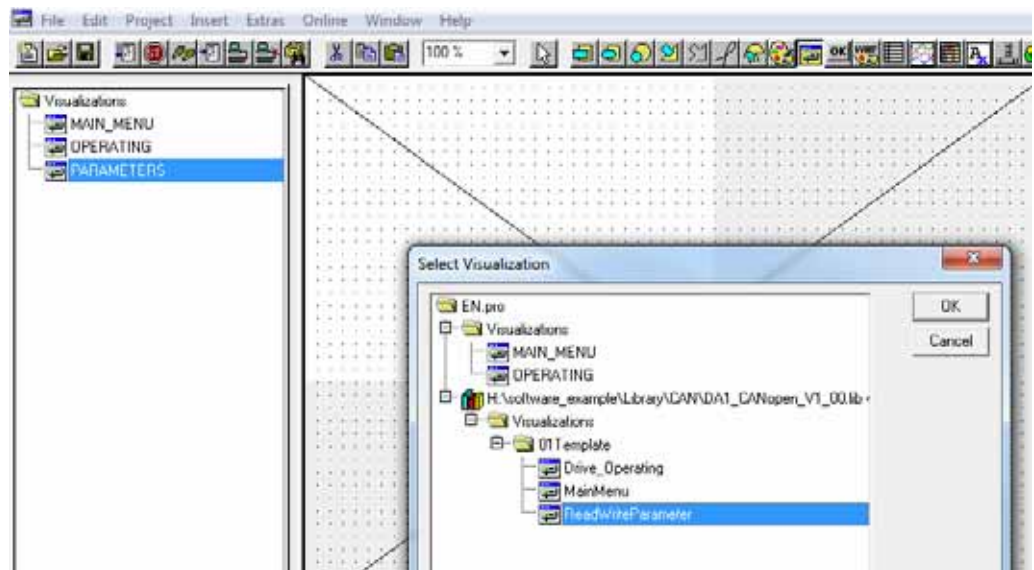 File Edit Project Insert Extras Online Window Help
100 %
OK
Visualizations
MAIN_MENU
OPERATING
PARAMETERS
Select Visualization
EN.pro
Visualizations
MAIN_MENU
OPERATING
H:\software_example\Library\CAN\DA1_CANopen_V1_00.lib
Visualizations
01Template
Drive_Operating
MainMenu
ReadWriteParameter
OK
Cancel